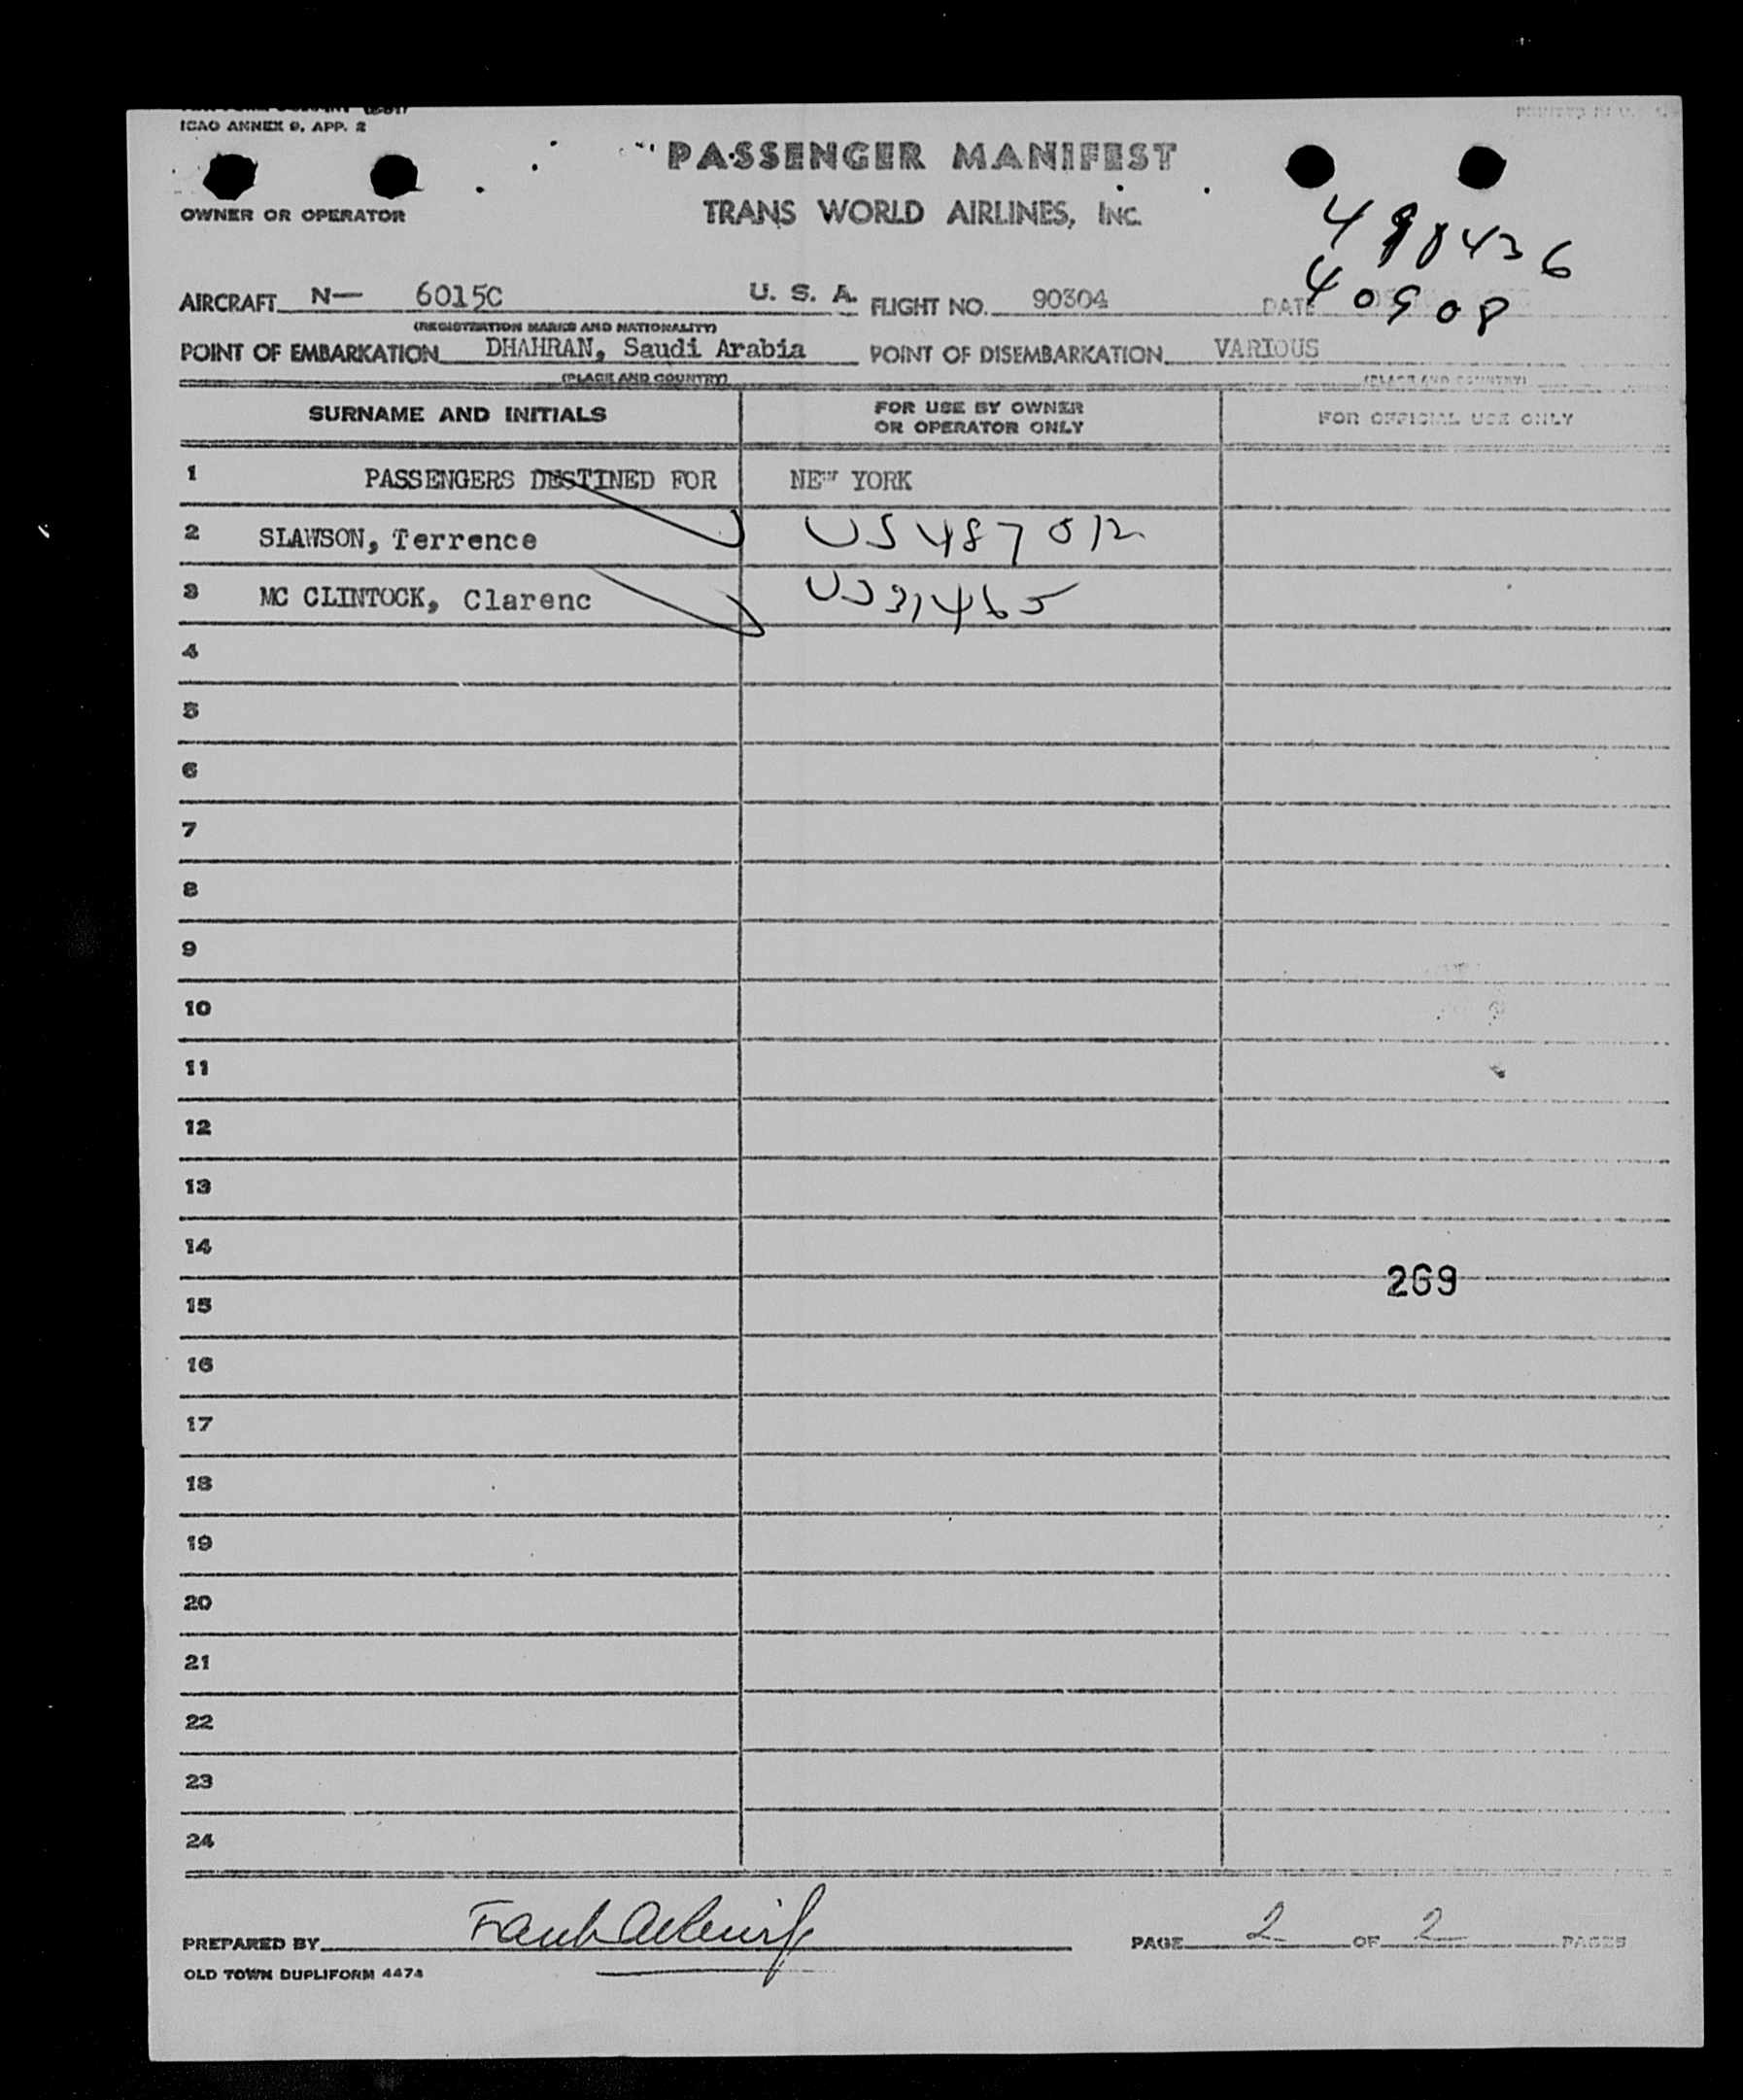 ICAO ANNEX 9, APP. 2
PASSENGER MANIFEST
OWNER OR OPERATOR TRANS WORLD AIRLINES, INC.
498436
40908
AIRCRAFT N— 6015C U. S. A. FLIGHT NO. 90304 DATE
(REGISTRATION MARKS AND NATIONALITY)
POINT OF EMBARKATION DHAHRAN, Saudi Arabia POINT OF DISEMBARKATION VARIOUS
(PLACE AND COUNTRY) (PLACE AND COUNTRY)
SURNAME AND INITIALS FOR USE BY OWNER OR OPERATOR ONLY FOR OFFICIAL USE ONLY
1 PASSENGERS DESTINED FOR NEW YORK
2 SLAWSON, Terrence US487012
3 MC CLINTOCK, Clarenc US31465
4
5
6
7
8
9
10
11
12
13
14
269
15
16
17
18
19
20
21
22
23
24
PREPARED BY PAGE 2 OF 2 PAGES
OLD TOWN DUPLIFORM 4474